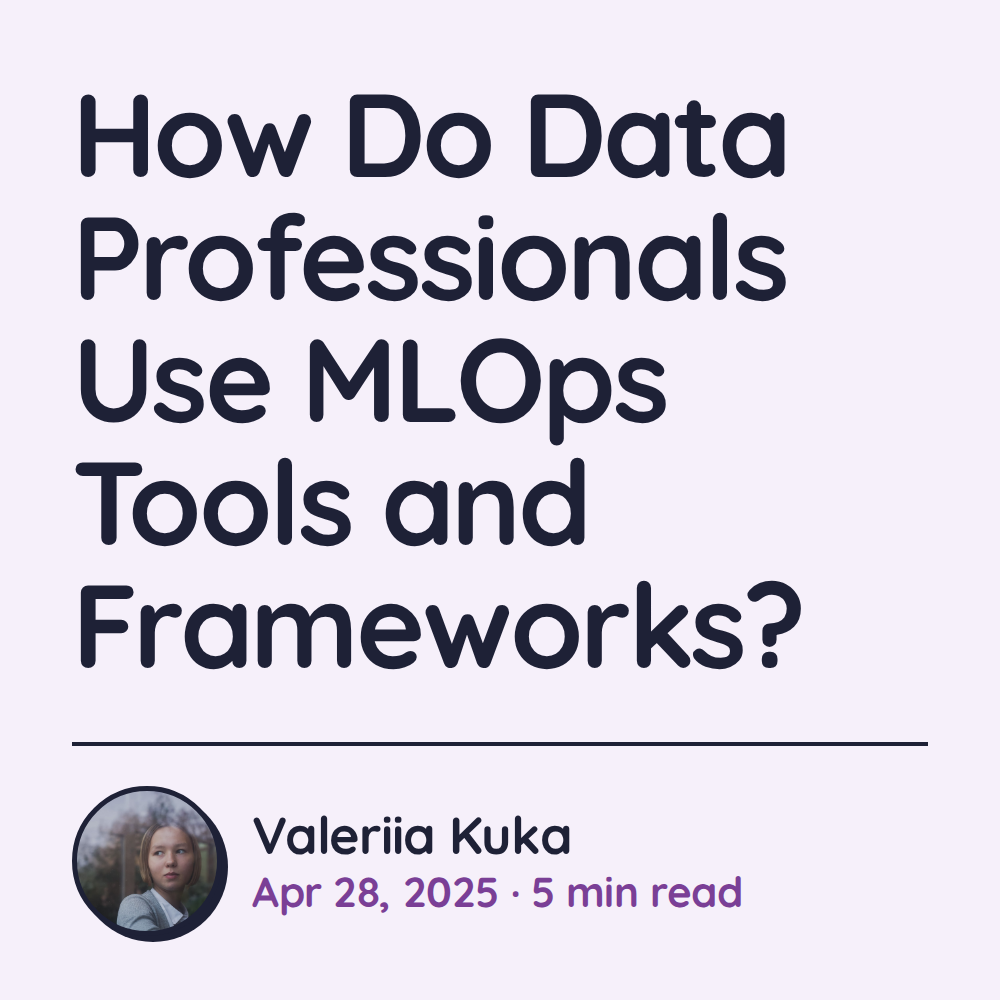 How Do Data
Professionals
Use MLOps
Tools and
Frameworks?
Valeriia Kuka
Apr 28, 2025 · 5 min read